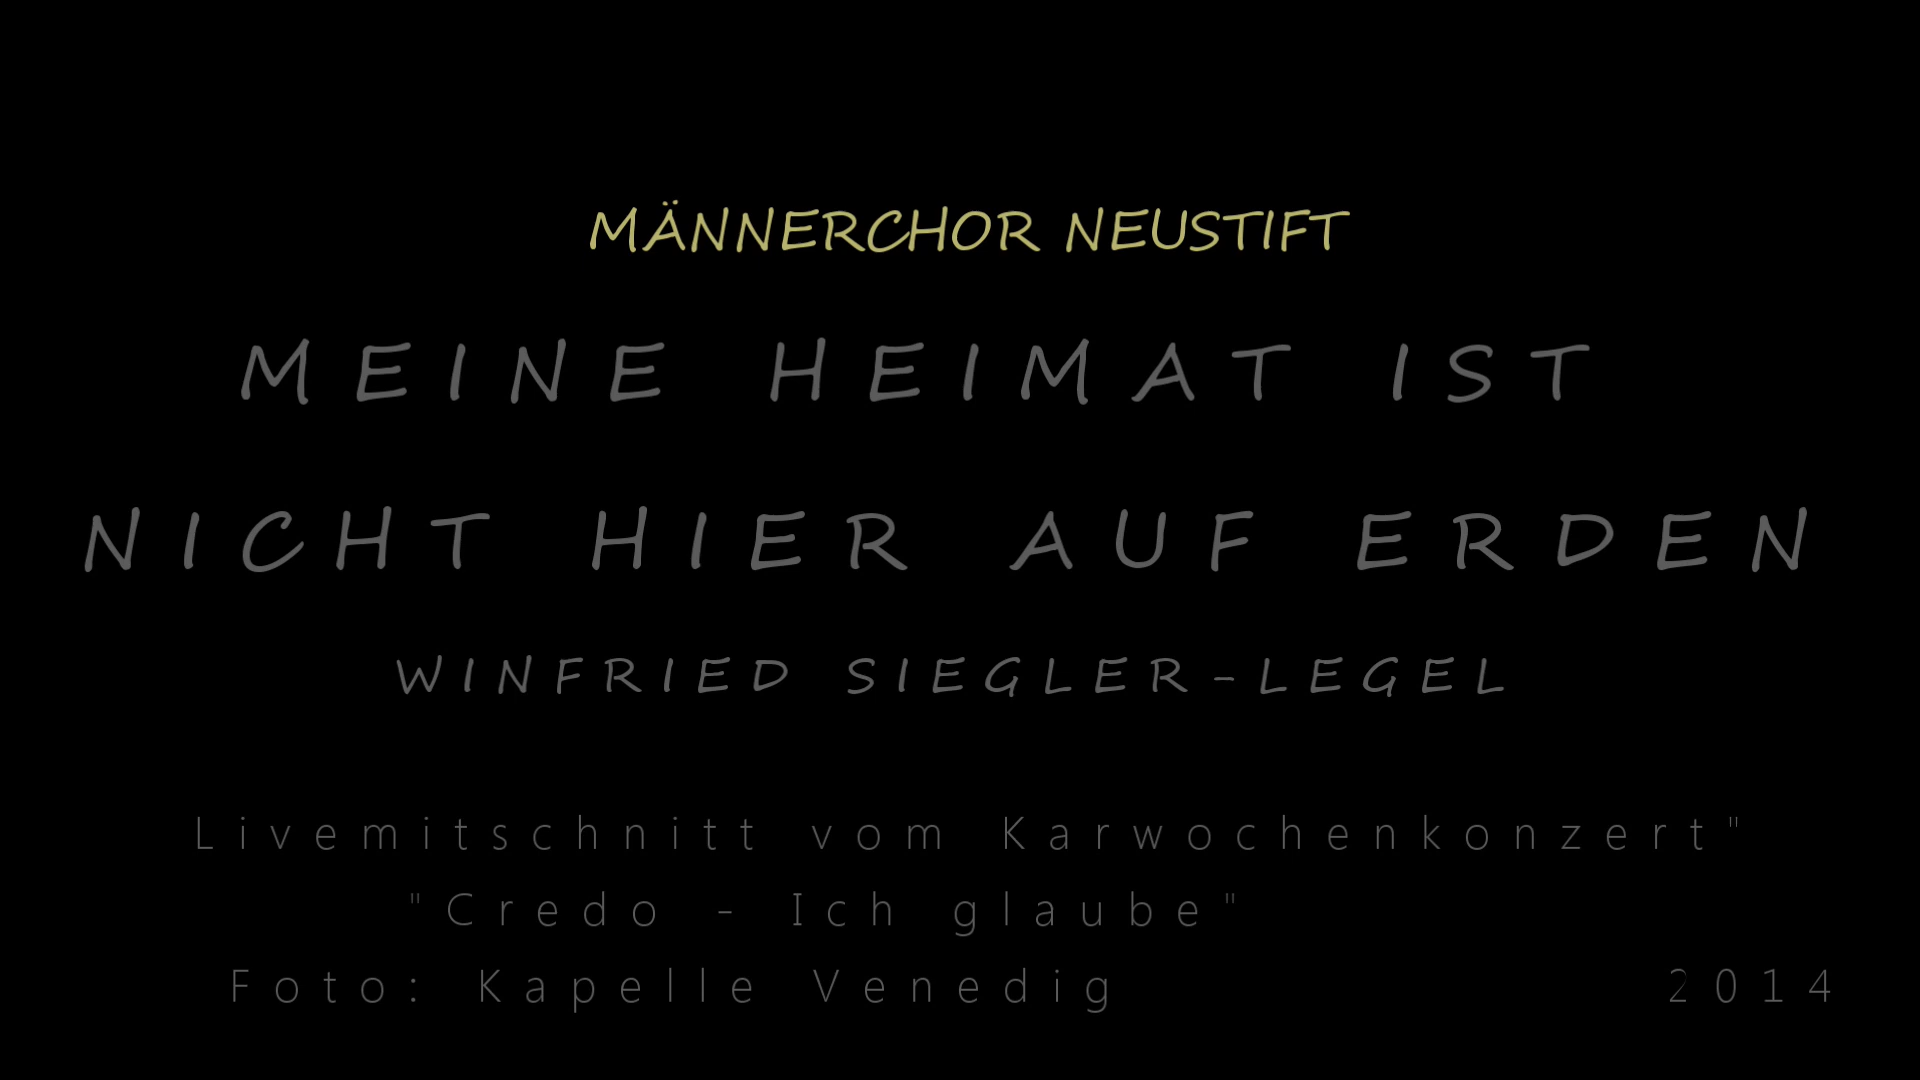 MÄNNERCHOR NEUSTIFT
MEINE HEIMAT IST
NICHT HIER AUF ERDEN
WINFRIED SIEGLER-LEGEL
Livemitschnitt vom Karwochenkonzert"
"Credo - Ich glaube"
Foto: Kapelle Venedig 2014